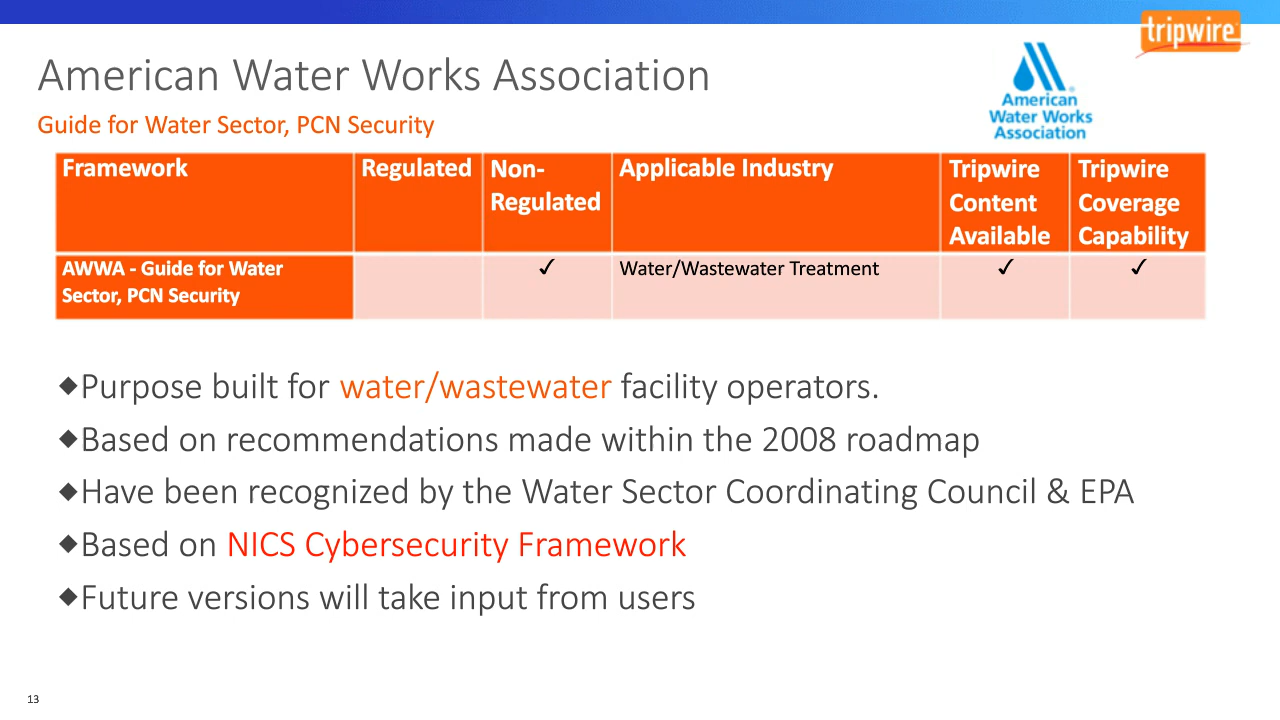 tripwire
American Water Works Association
American
Water Works
Association
Guide for Water Sector, PCN Security
Framework
Regulated
Non-
Regulated
Applicable Industry
Tripwire
Content
Available
Tripwire
Coverage
Capability
AWWA - Guide for Water
Sector, PCN Security
✓
Water/Wastewater Treatment
✓
✓
◆Purpose built for water/wastewater facility operators.
◆Based on recommendations made within the 2008 roadmap
◆Have been recognized by the Water Sector Coordinating Council & EPA
◆Based on NICS Cybersecurity Framework
◆Future versions will take input from users
13